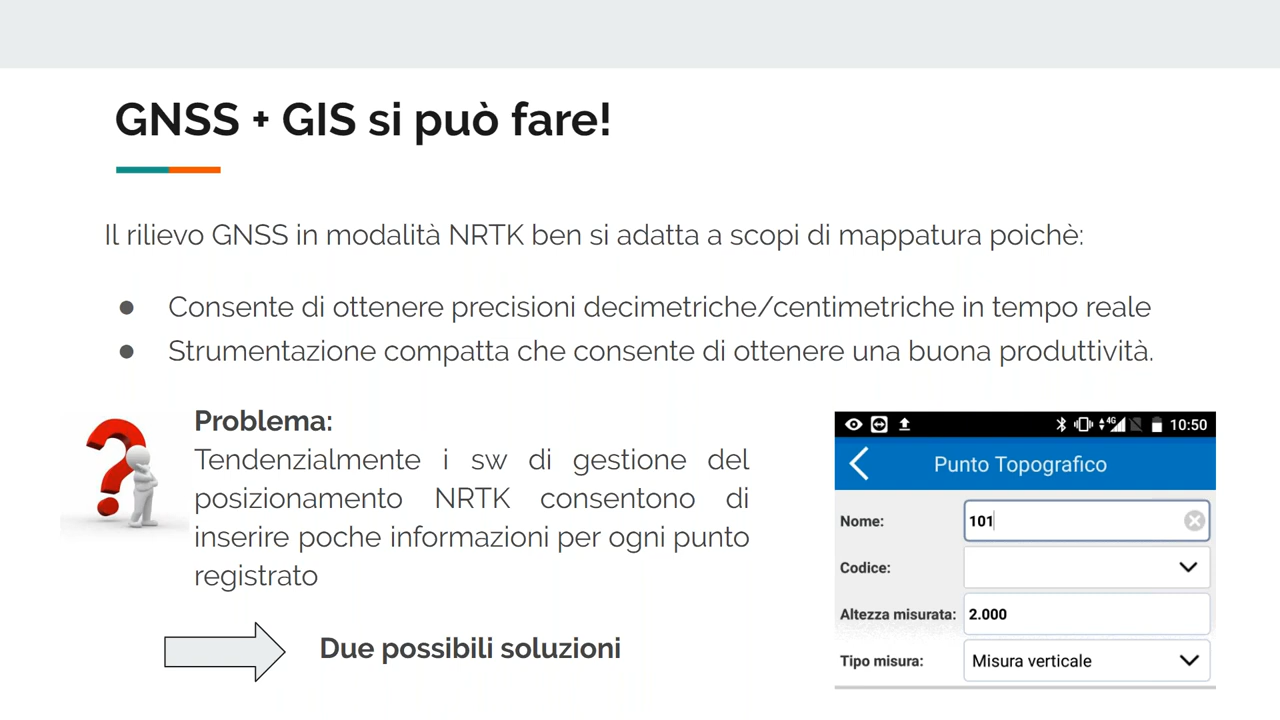 GNSS + GIS si può fare!
Il rilievo GNSS in modalità NRTK ben si adatta a scopi di mappatura poichè:
● Consente di ottenere precisioni decimetriche/centimetriche in tempo reale
● Strumentazione compatta che consente di ottenere una buona produttività.
Problema:
Tendenzialmente i sw di gestione del
posizionamento NRTK consentono di
inserire poche informazioni per ogni punto
registrato
Due possibili soluzioni
4G 10:50
Punto Topografico
Nome: 101
Codice:
Altezza misurata: 2.000
Tipo misura: Misura verticale